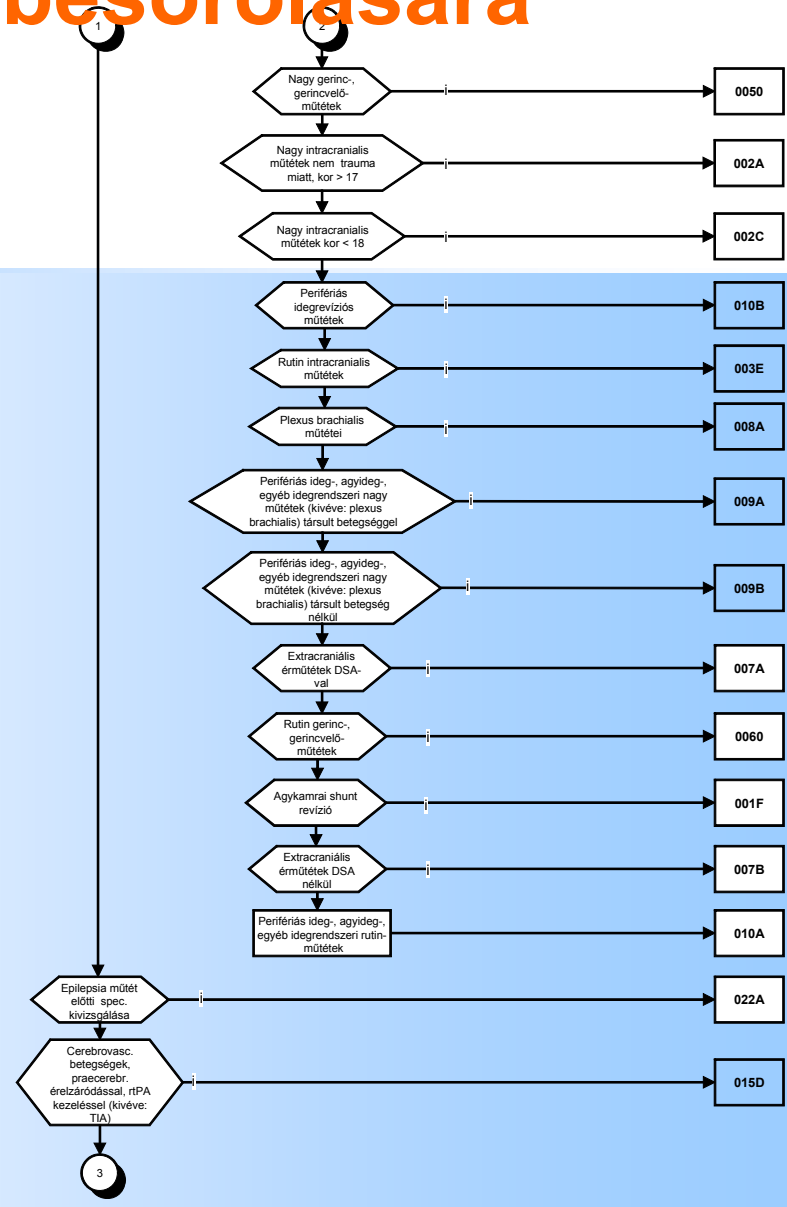 besorolására
1
2
Nagy gerinc-,
gerincvelő-
műtétek
i
0050
Nagy intracranialis
műtétek nem trauma
miatt, kor > 17
i
002A
Nagy intracranialis
műtétek kor < 18
i
002C
Perifériás
idegrevíziós
műtétek
i
010B
Rutin intracranialis
műtétek
i
003E
Plexus brachialis
műtétei
i
008A
Perifériás ideg-, agyideg-,
egyéb idegrendszeri nagy
műtétek (kivéve: plexus
brachialis) társult betegséggel
i
009A
Perifériás ideg-, agyideg-,
egyéb idegrendszeri nagy
műtétek (kivéve: plexus
brachialis) társult betegség
nélkül
i
009B
Extracraniális
érműtétek DSA-
val
i
007A
Rutin gerinc-,
gerincvelő-
műtétek
i
0060
Agykamrai shunt
revízió
i
001F
Extracraniális
érműtétek DSA
nélkül
i
007B
Perifériás ideg-, agyideg-,
egyéb idegrendszeri rutin-
műtétek
010A
Epilepsia műtét
előtti spec.
kivizsgálása
i
022A
Cerebrovasc.
betegségek,
praecerebr.
érelzáródással, rtPA
kezeléssel (kivéve:
TIA)
i
015D
3